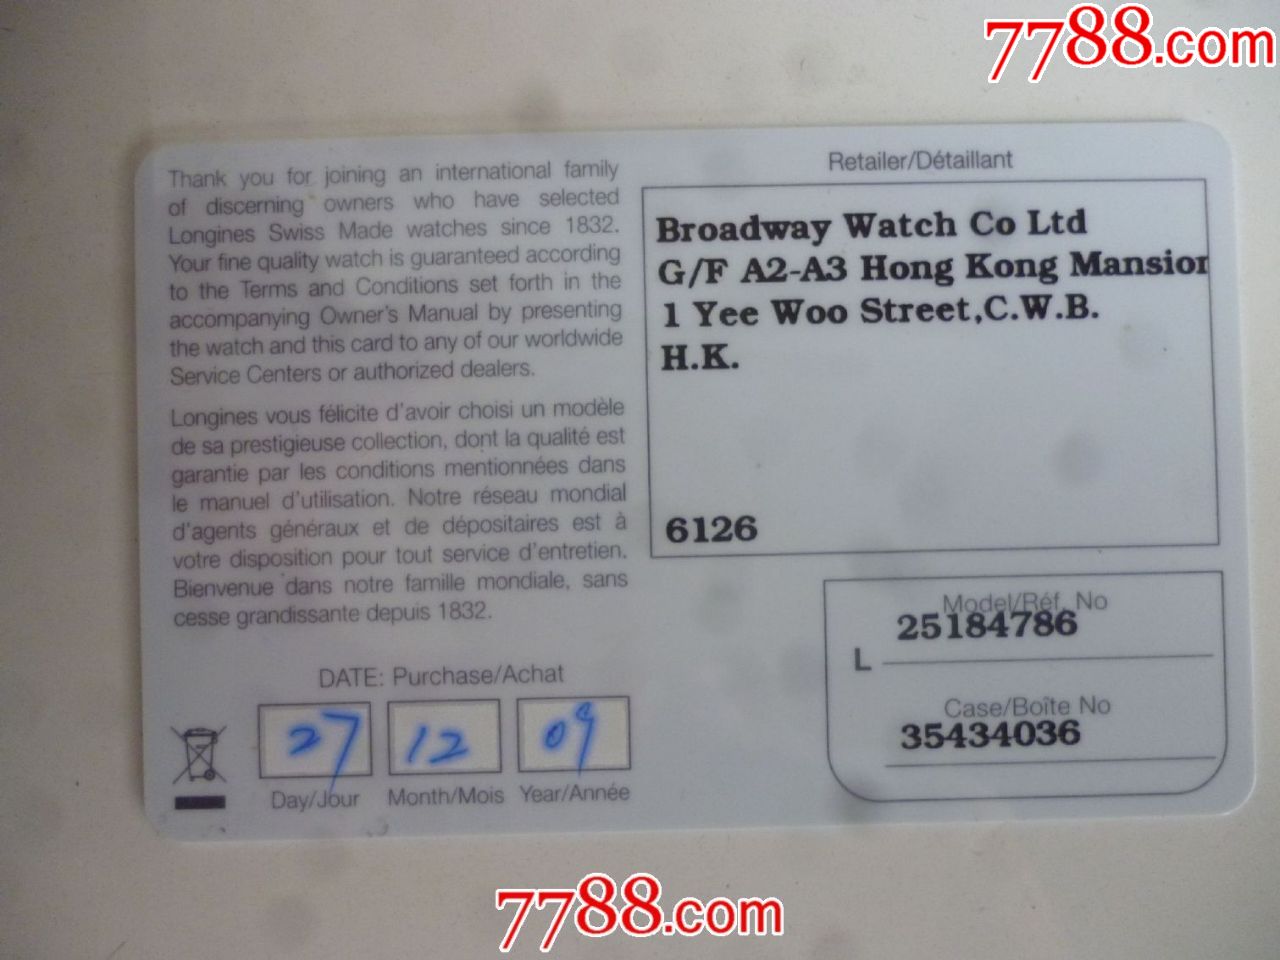 7788.com
Thank you for joining an international family
of discerning owners who have selected
Longines Swiss Made watches since 1832.
Your fine quality watch is guaranteed according
to the Terms and Conditions set forth in the
accompanying Owner's Manual by presenting
the watch and this card to any of our worldwide
Service Centers or authorized dealers.
Longines vous félicite d'avoir choisi un modèle
de sa prestigieuse collection, dont la qualité est
garantie par les conditions mentionnées dans
le manuel d'utilisation. Notre réseau mondial
d'agents généraux et de dépositaires est à
votre disposition pour tout service d'entretien.
Bienvenue dans notre famille mondiale, sans
cesse grandissante depuis 1832.
DATE: Purchase/Achat
27 12 09
Day/Jour Month/Mois Year/Année
Retailer/Détaillant
Broadway Watch Co Ltd
G/F A2-A3 Hong Kong Mansion
1 Yee Woo Street,C.W.B.
H.K.
6126
Model/Réf. No
L 25184786
Case/Boîte No
35434036
7788.com